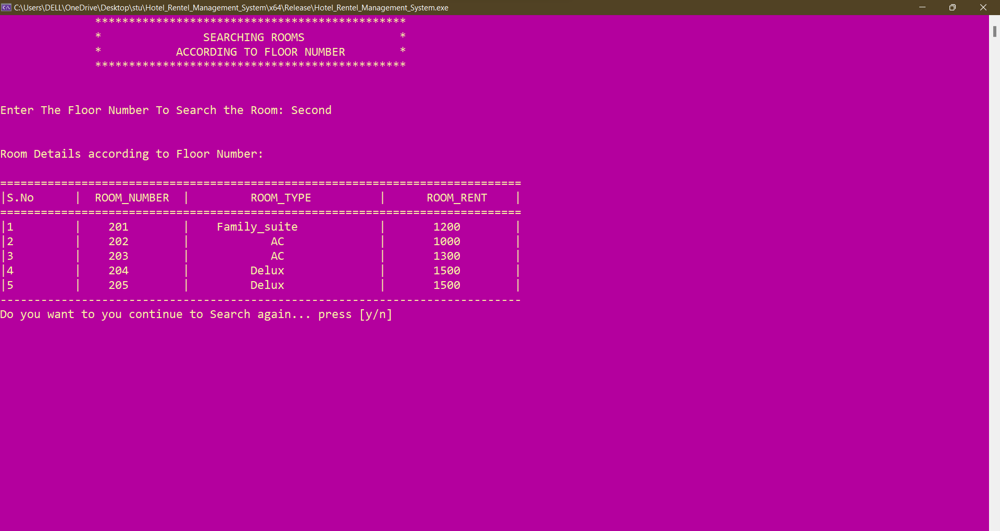 C:\Users\DELL\OneDrive\Desktop\stu\Hotel_Rentel_Management_System\x64\Release\Hotel_Rentel_Management_System.exe
**********************************************
* SEARCHING ROOMS *
* ACCORDING TO FLOOR NUMBER *
**********************************************
Enter The Floor Number To Search the Room: Second
Room Details according to Floor Number:
=============================================================================
|S.No | ROOM_NUMBER | ROOM_TYPE | ROOM_RENT |
=============================================================================
|1 | 201 | Family_suite | 1200 |
|2 | 202 | AC | 1000 |
|3 | 203 | AC | 1300 |
|4 | 204 | Delux | 1500 |
|5 | 205 | Delux | 1500 |
-----------------------------------------------------------------------------
Do you want to you continue to Search again... press [y/n]